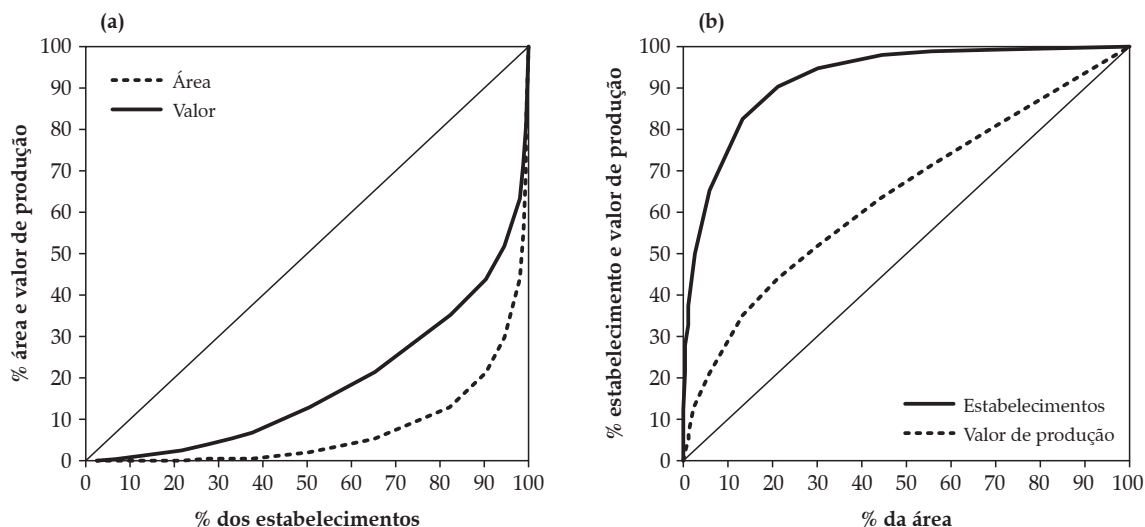 (a)
100
90
80
70
60
50
40
30
20
10
0
% área e valor de produção
Área
Valor
0 10 20 30 40 50 60 70 80 90 100
% dos estabelecimentos
(b)
100
90
80
70
60
50
40
30
20
10
0
% estabelecimento e valor de produção
Estabelecimentos
Valor de produção
0 10 20 30 40 50 60 70 80 90 100
% da área